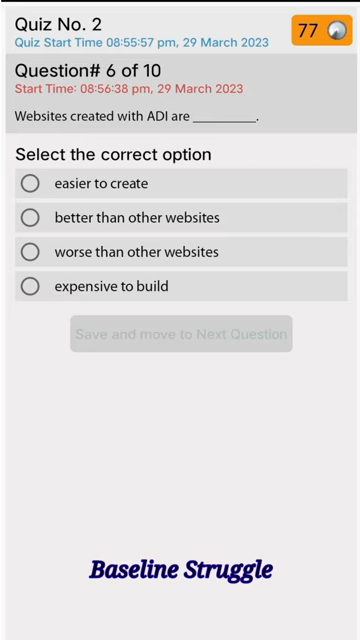 Quiz No. 2
Quiz Start Time 08:55:57 pm, 29 March 2023
77
Question# 6 of 10
Start Time: 08:56:38 pm, 29 March 2023
Websites created with ADI are _________.
Select the correct option
easier to create
better than other websites
worse than other websites
expensive to build
Save and move to Next Question
Baseline Struggle